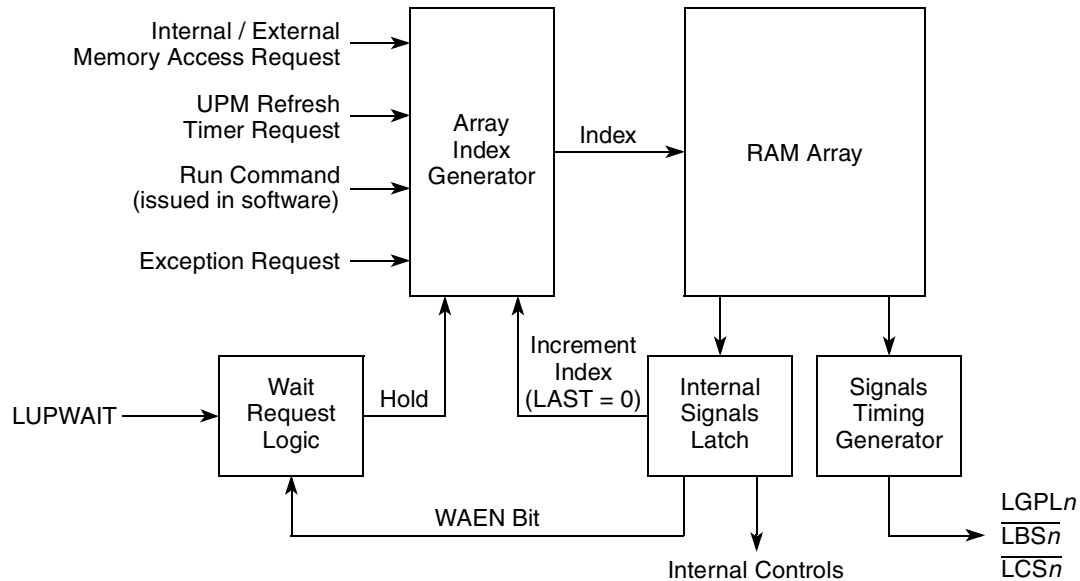 Internal / External
Memory Access Request
UPM Refresh
Timer Request
Run Command
(issued in software)
Exception Request
Array
Index
Generator
Index
RAM Array
LUPWAIT
Wait
Request
Logic
Hold
Increment
Index
(LAST = 0)
Internal
Signals
Latch
Signals
Timing
Generator
WAEN Bit
Internal Controls
LGPLn
L̅B̅S̅n̅
L̅C̅S̅n̅